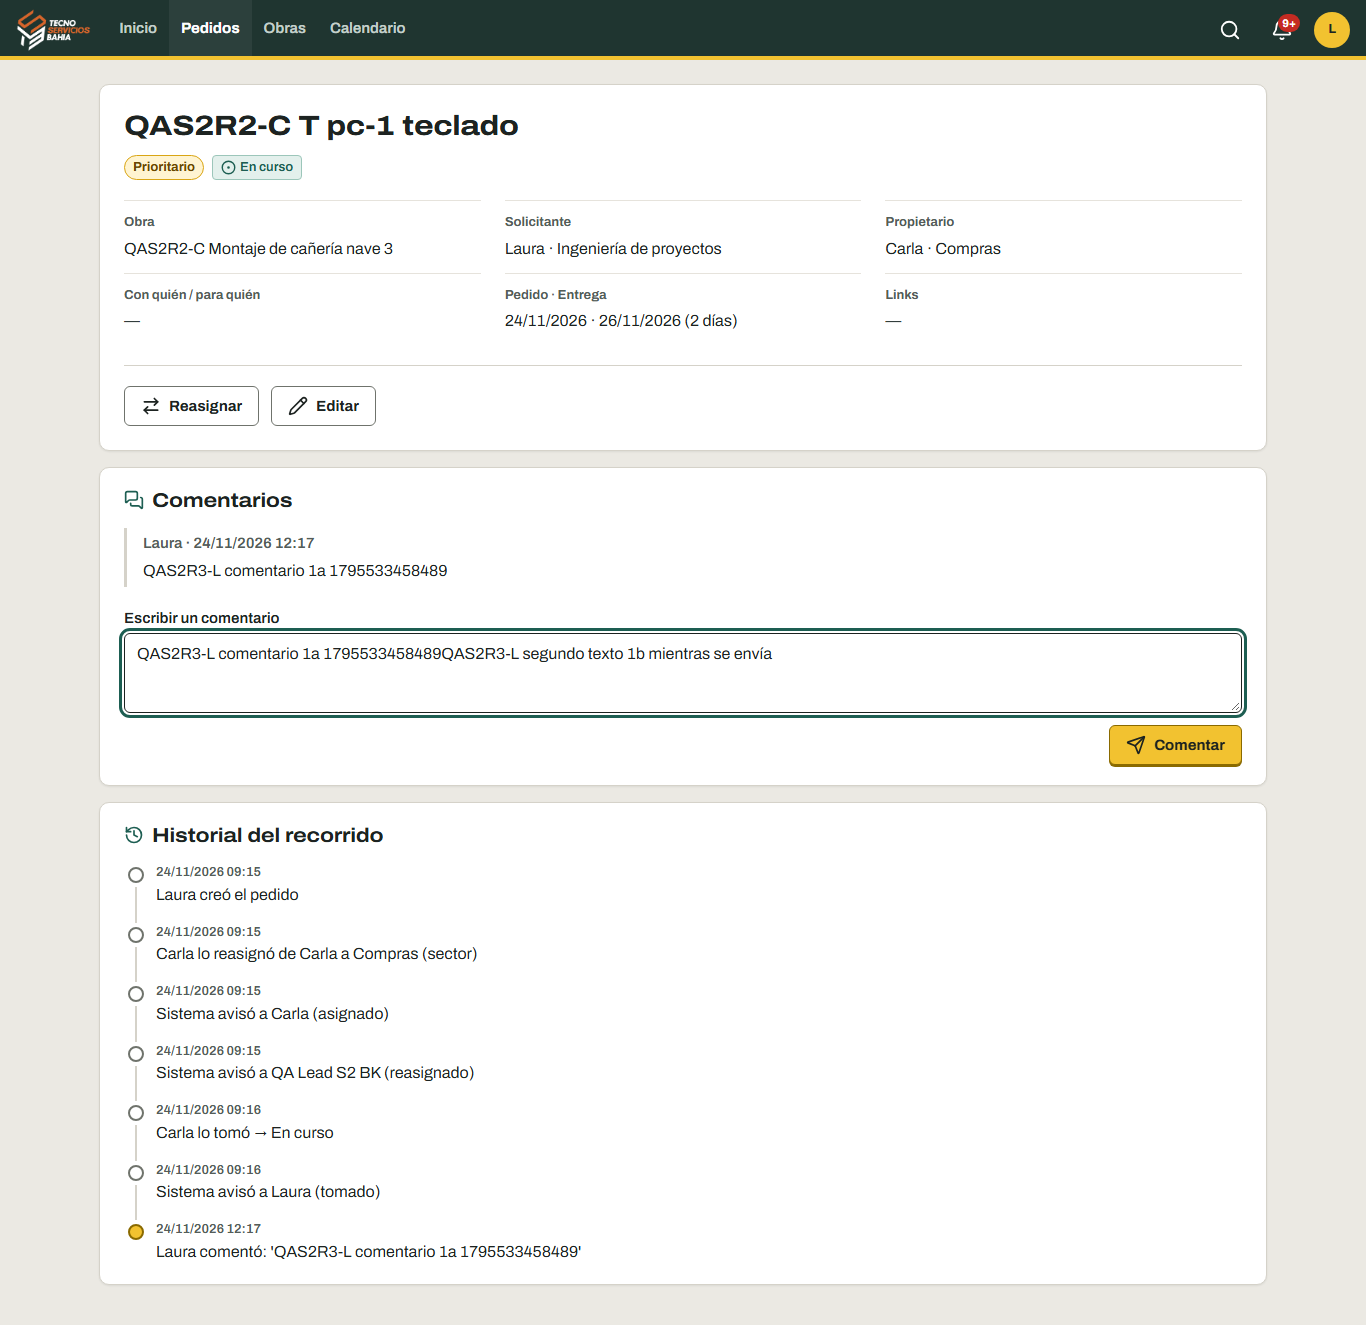 TECNO
SERVICIOS
BAHIA
Inicio
Pedidos
Obras
Calendario
9+
L
QAS2R2-C T pc-1 teclado
Prioritario
En curso
Obra
QAS2R2-C Montaje de cañería nave 3
Solicitante
Laura · Ingeniería de proyectos
Propietario
Carla · Compras
Con quién / para quién
—
Pedido · Entrega
24/11/2026 · 26/11/2026 (2 días)
Links
—
Reasignar
Editar
Comentarios
Laura · 24/11/2026 12:17
QAS2R3-L comentario 1a 1795533458489
Escribir un comentario
QAS2R3-L comentario 1a 1795533458489QAS2R3-L segundo texto 1b mientras se envía
Comentar
Historial del recorrido
24/11/2026 09:15
Laura creó el pedido
24/11/2026 09:15
Carla lo reasignó de Carla a Compras (sector)
24/11/2026 09:15
Sistema avisó a Carla (asignado)
24/11/2026 09:15
Sistema avisó a QA Lead S2 BK (reasignado)
24/11/2026 09:16
Carla lo tomó → En curso
24/11/2026 09:16
Sistema avisó a Laura (tomado)
24/11/2026 12:17
Laura comentó: 'QAS2R3-L comentario 1a 1795533458489'